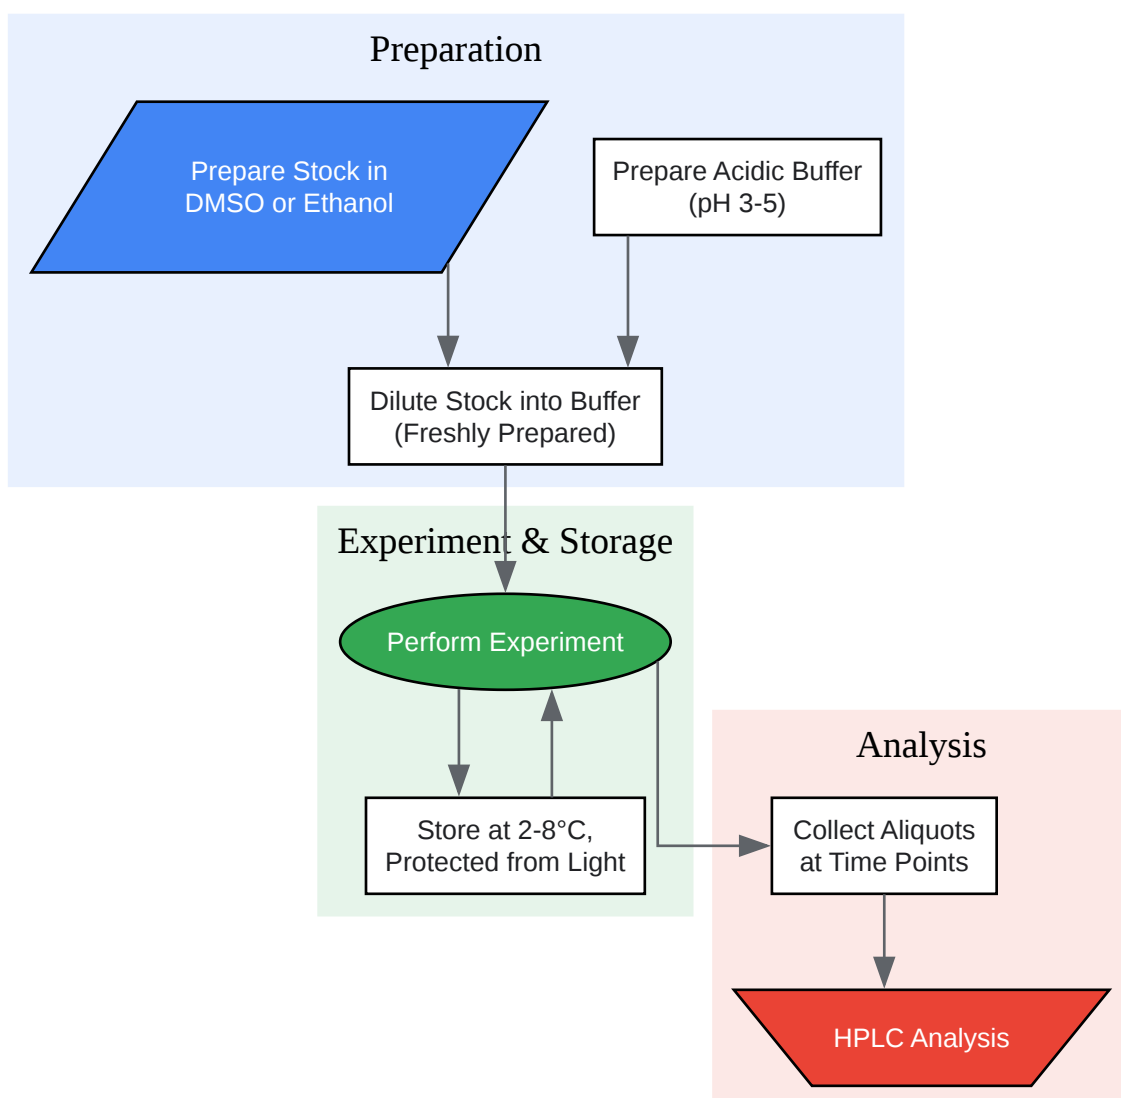 Preparation
Prepare Stock in
DMSO or Ethanol
Prepare Acidic Buffer
(pH 3-5)
Dilute Stock into Buffer
(Freshly Prepared)
Experiment & Storage
Perform Experiment
Store at 2-8°C,
Protected from Light
Analysis
Collect Aliquots
at Time Points
HPLC Analysis